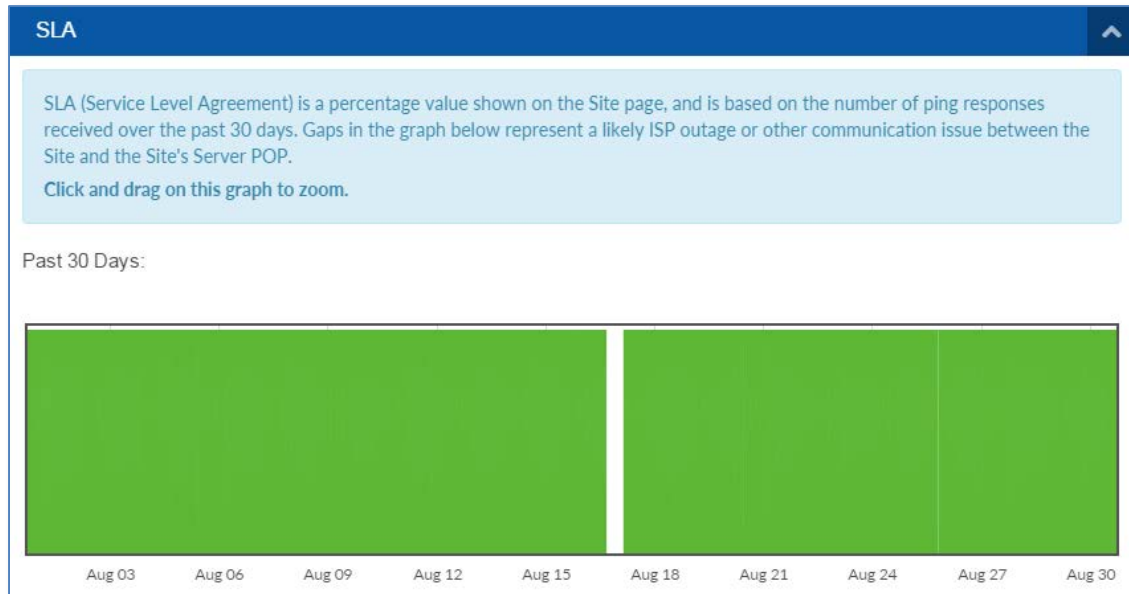 SLA
SLA (Service Level Agreement) is a percentage value shown on the Site page, and is based on the number of ping responses
received over the past 30 days. Gaps in the graph below represent a likely ISP outage or other communication issue between the
Site and the Site's Server POP.
Click and drag on this graph to zoom.
Past 30 Days:
Aug 03 Aug 06 Aug 09 Aug 12 Aug 15 Aug 18 Aug 21 Aug 24 Aug 27 Aug 30